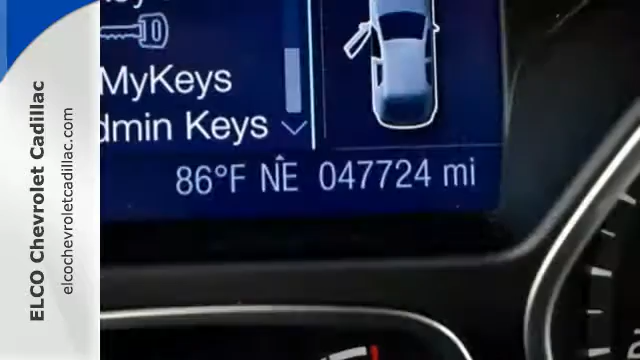 MyKeys
dmin Keys
86°F NE 047724 mi
ELCO Chevrolet Cadillac
elcochevroletcadillac.com